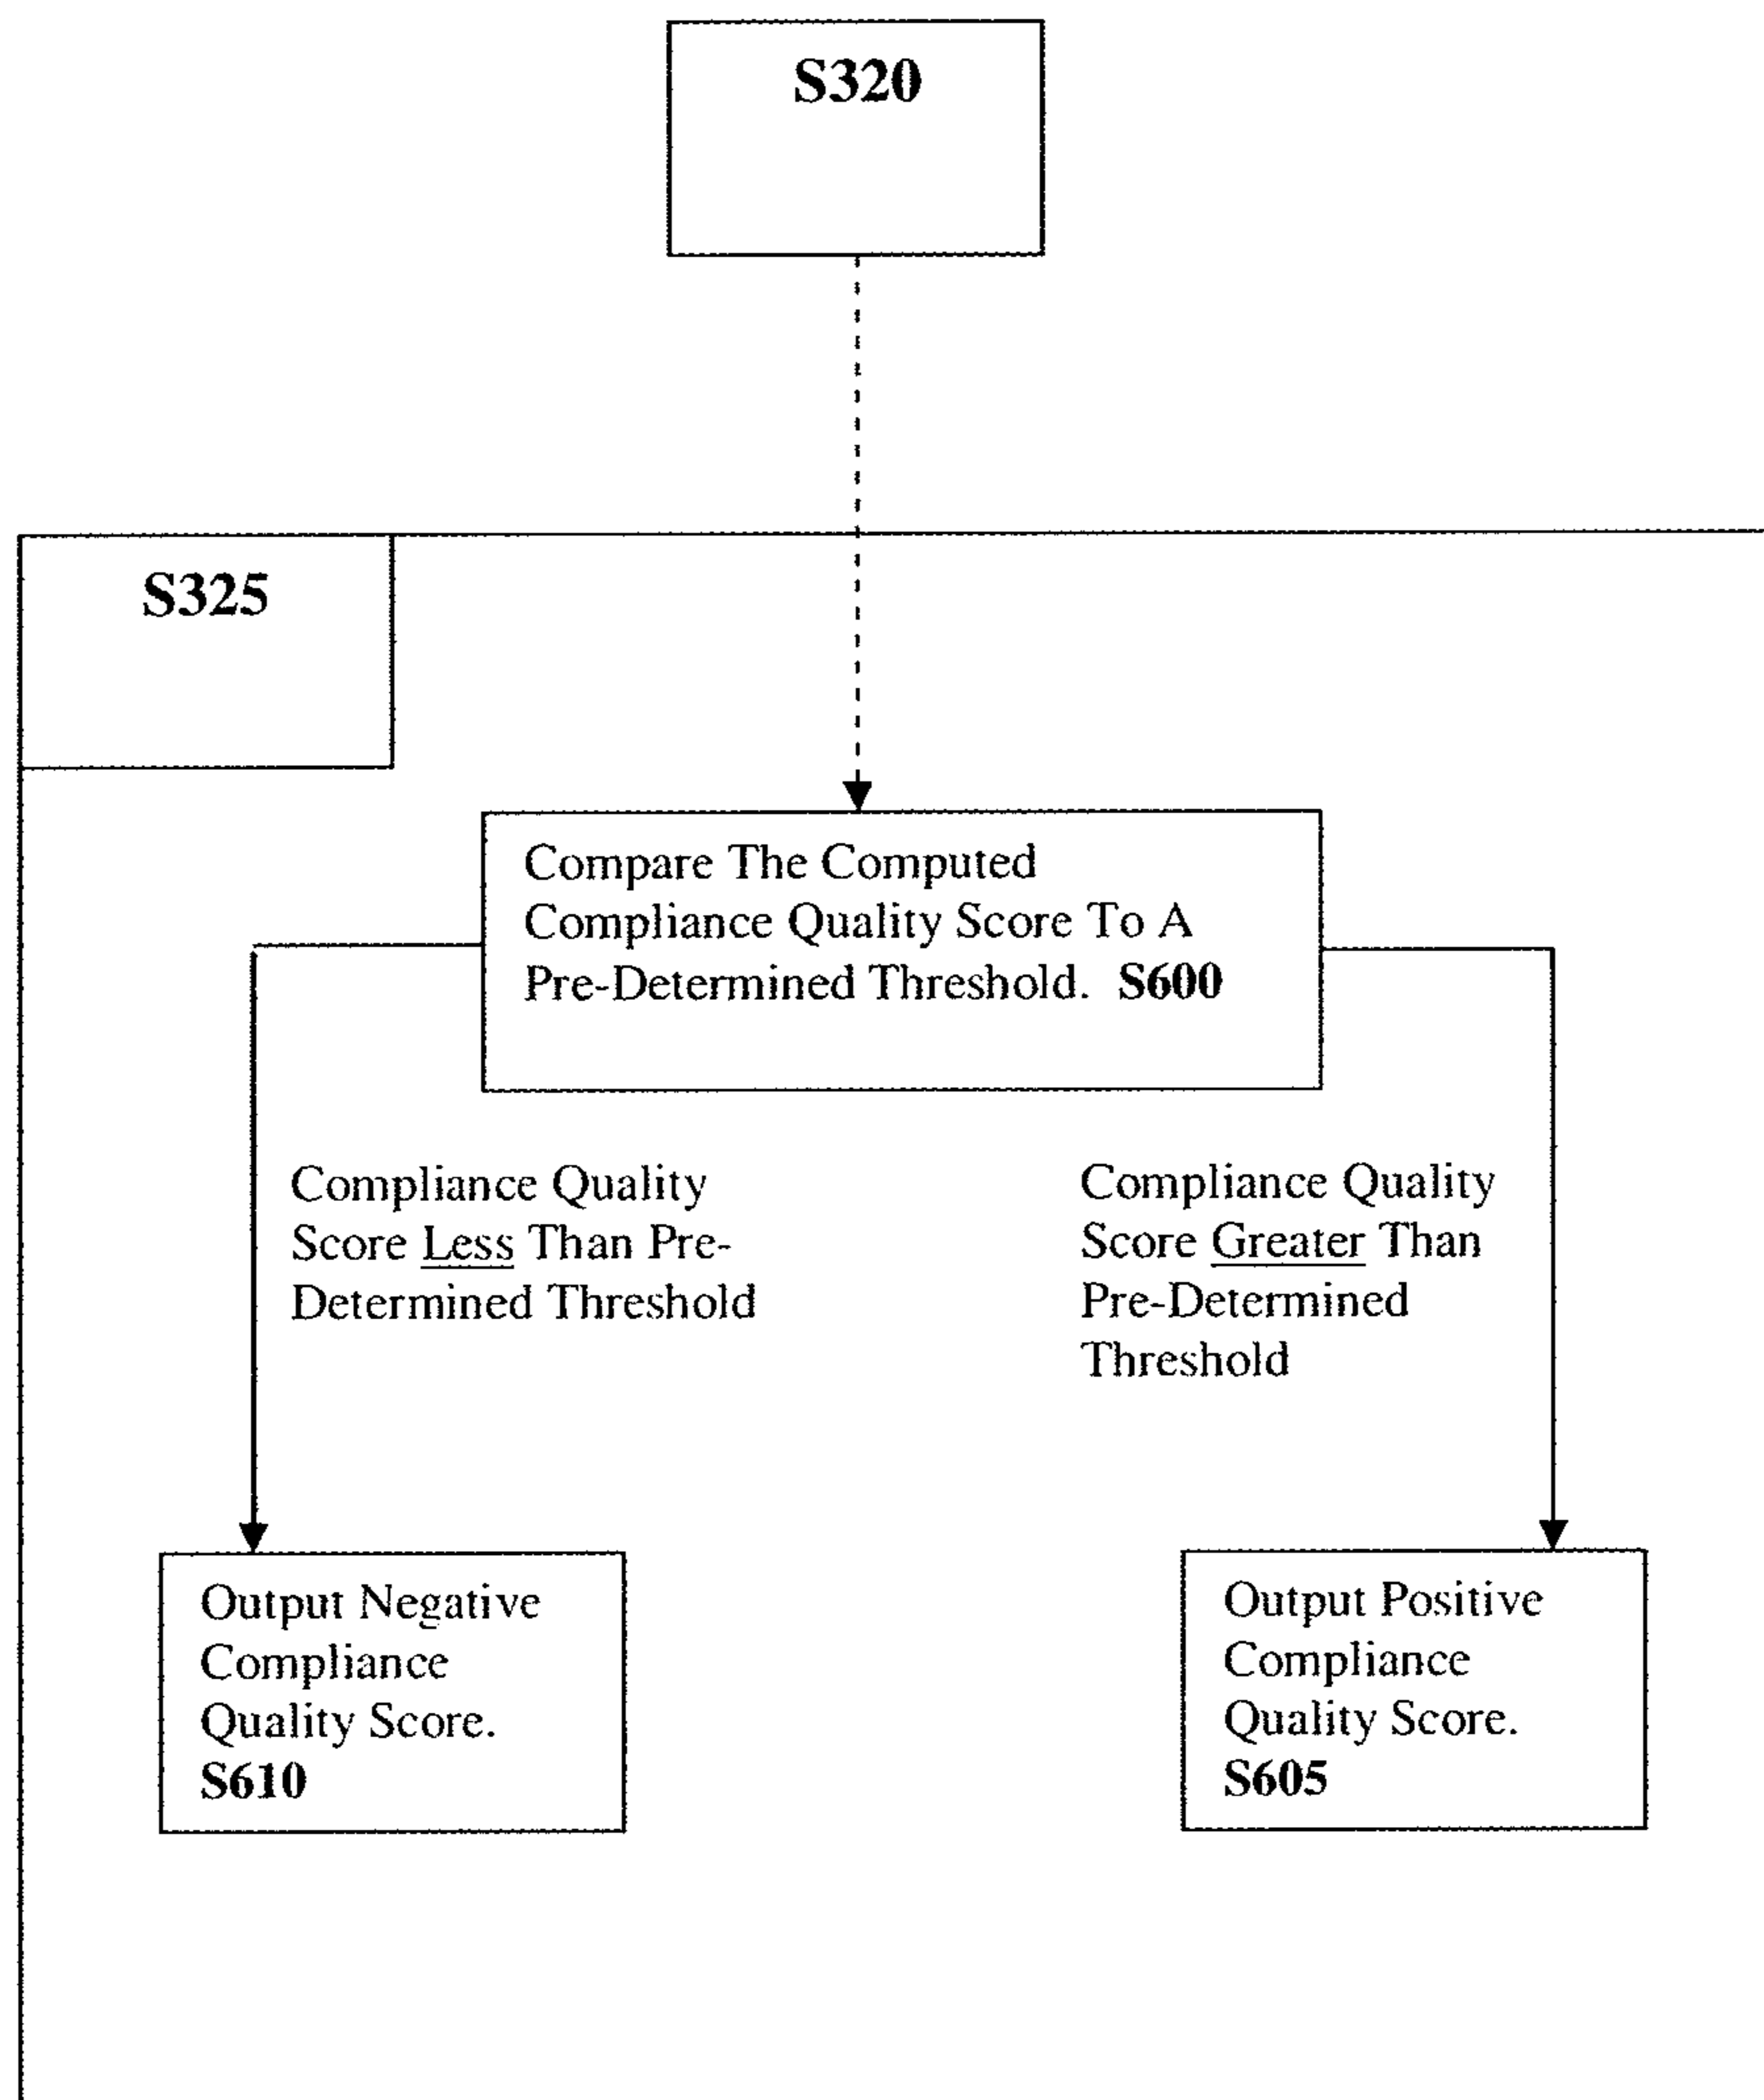 S320
S325
Compare The Computed
Compliance Quality Score To A
Pre-Determined Threshold. S600
Compliance Quality
Score Less Than Pre-
Determined Threshold
Compliance Quality
Score Greater Than
Pre-Determined
Threshold
Output Negative
Compliance
Quality Score.
S610
Output Positive
Compliance
Quality Score.
S605